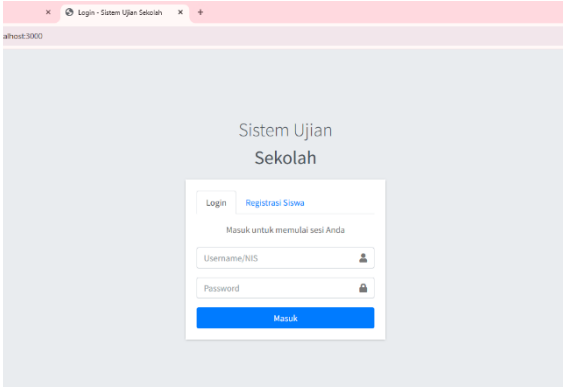 Login - Sistem Ujian Sekolah
alhost:3000
Sistem Ujian
Sekolah
Login Registrasi Siswa
Masuk untuk memulai sesi Anda
Username/NIS
Password
Masuk